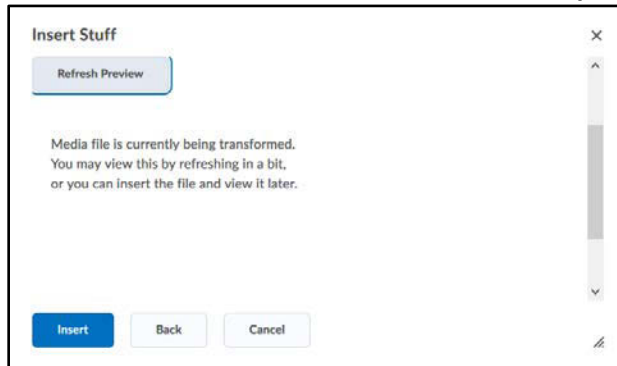 Insert Stuff
Refresh Preview
Media file is currently being transformed.
You may view this by refreshing in a bit,
or you can insert the file and view it later.
Insert Back Cancel